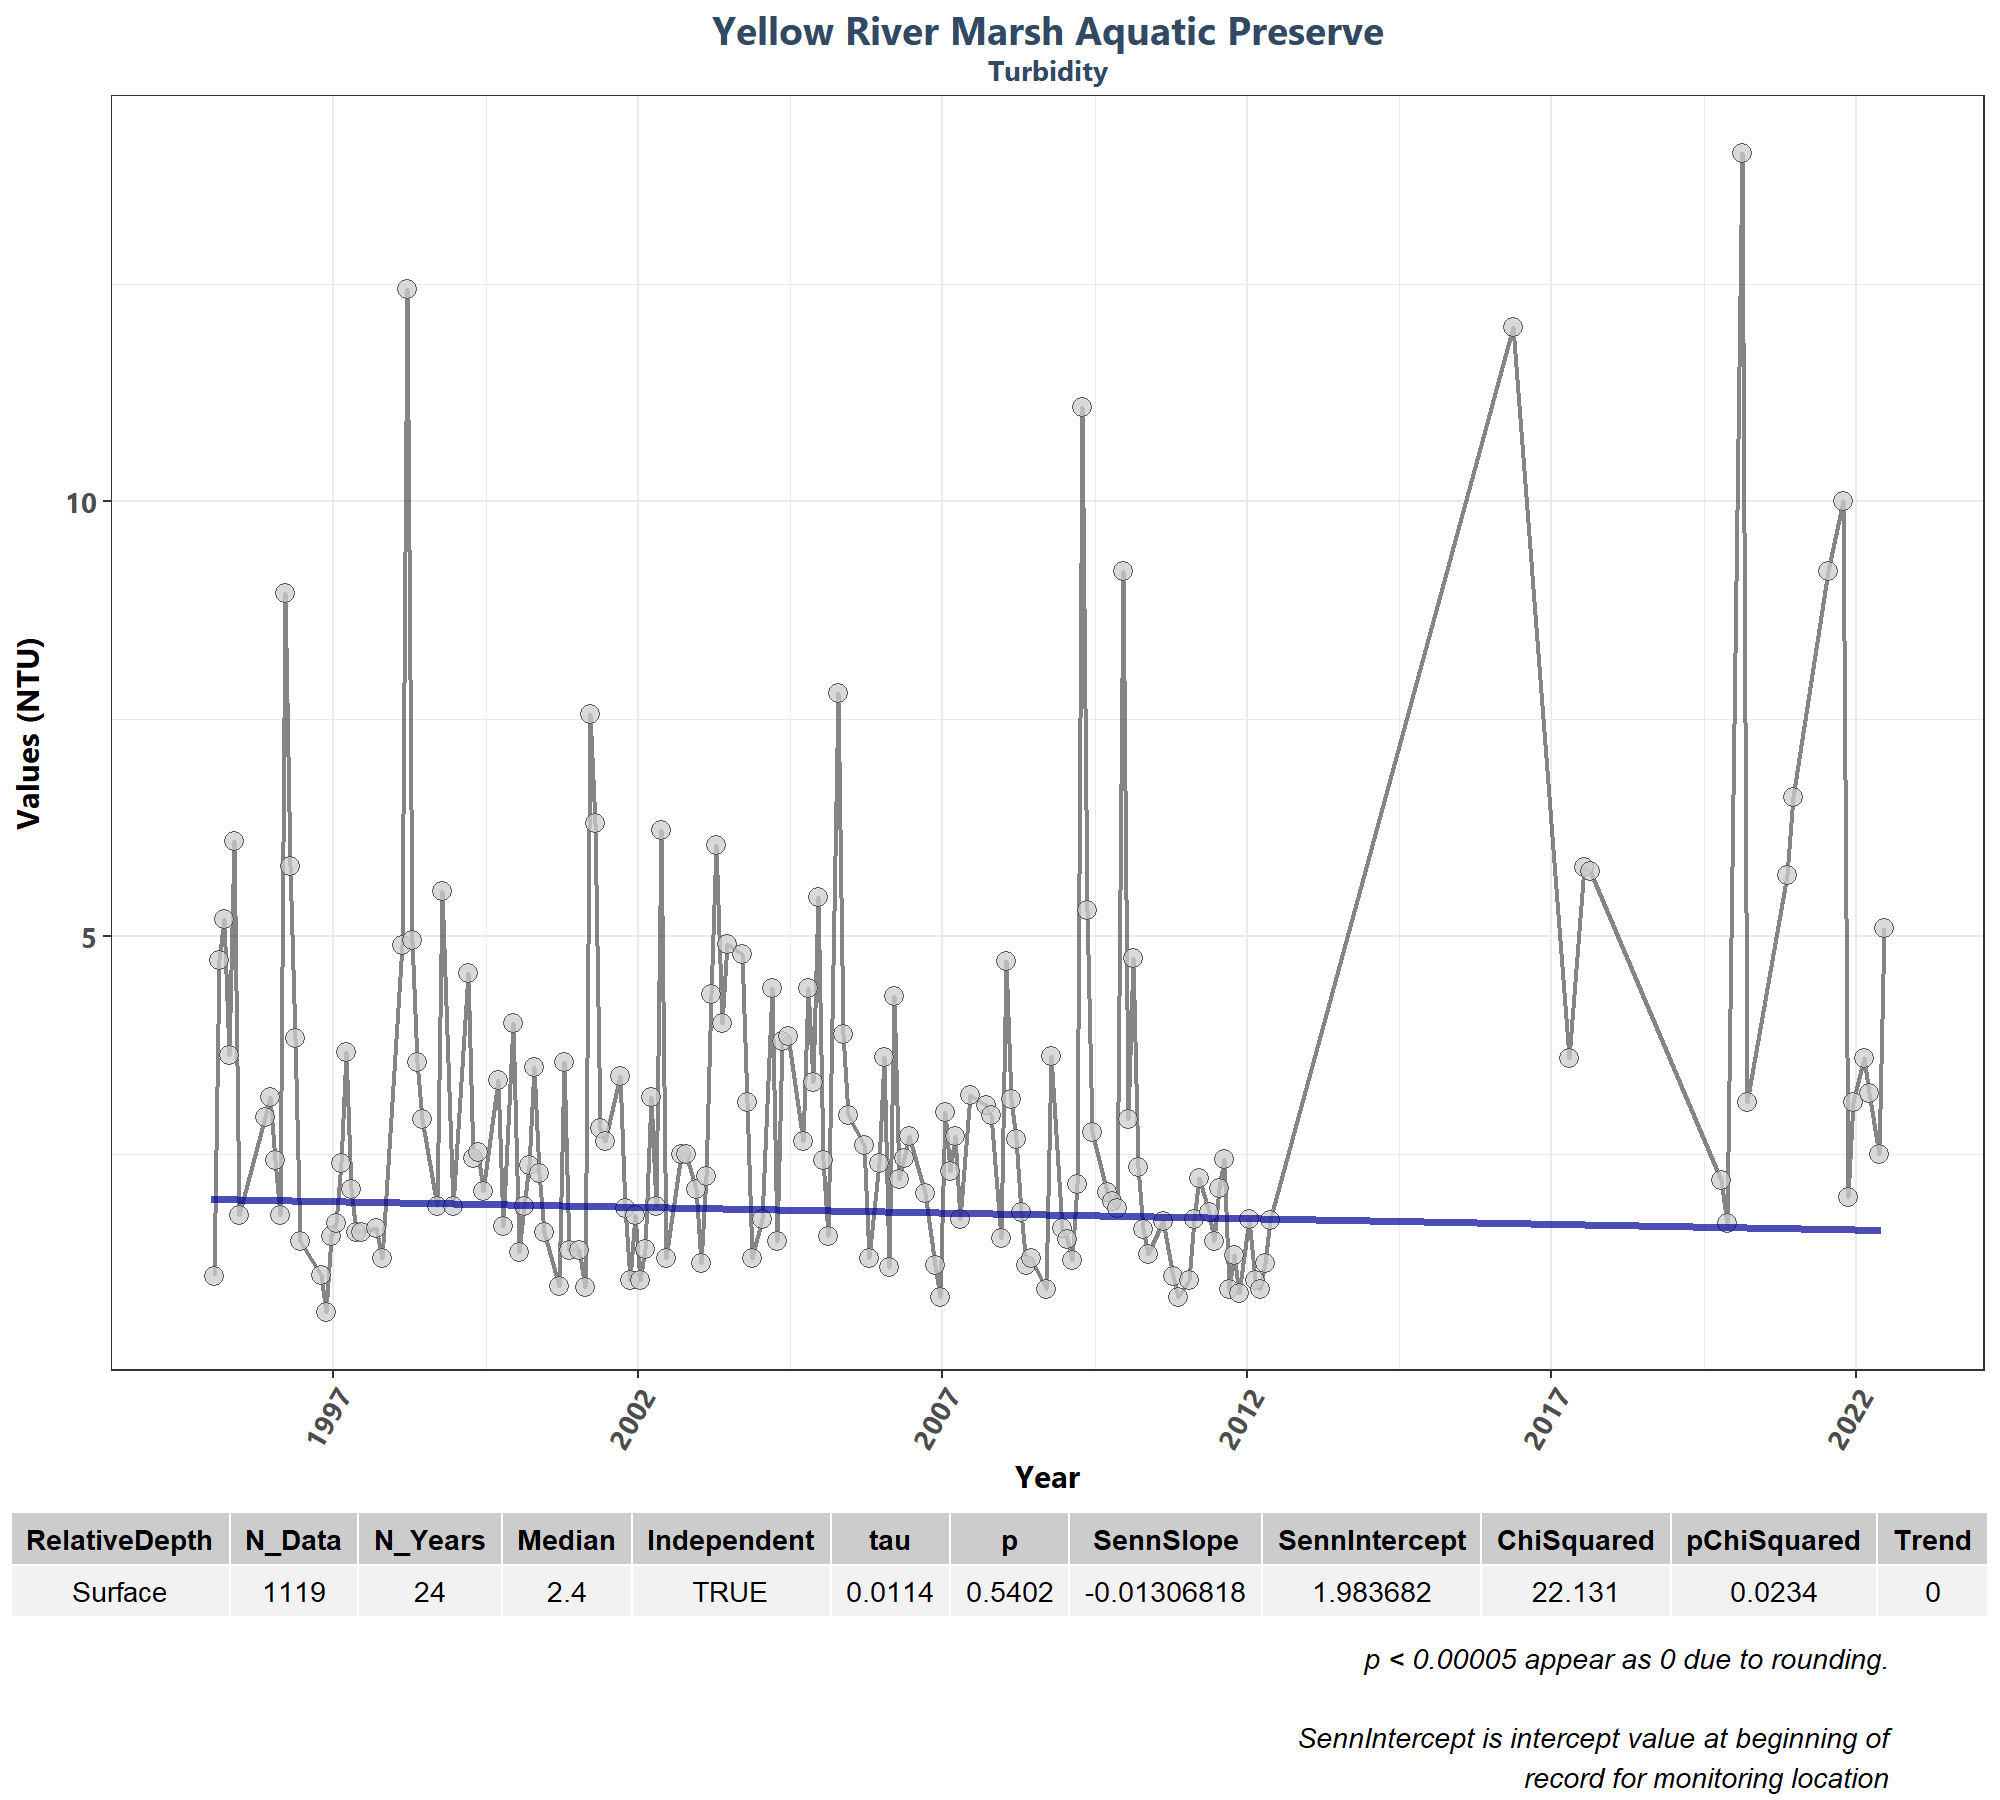 Yellow River Marsh Aquatic Preserve
Turbidity
Values (NTU)
10
5
1997
2002
2007
2012
2017
2022
Year
RelativeDepth N_Data N_Years Median Independent tau p SennSlope SennIntercept ChiSquared pChiSquared Trend
Surface 1119 24 2.4 TRUE 0.0114 0.5402 -0.01306818 1.983682 22.131 0.0234 0
p < 0.00005 appear as 0 due to rounding.
SennIntercept is intercept value at beginning of
record for monitoring location